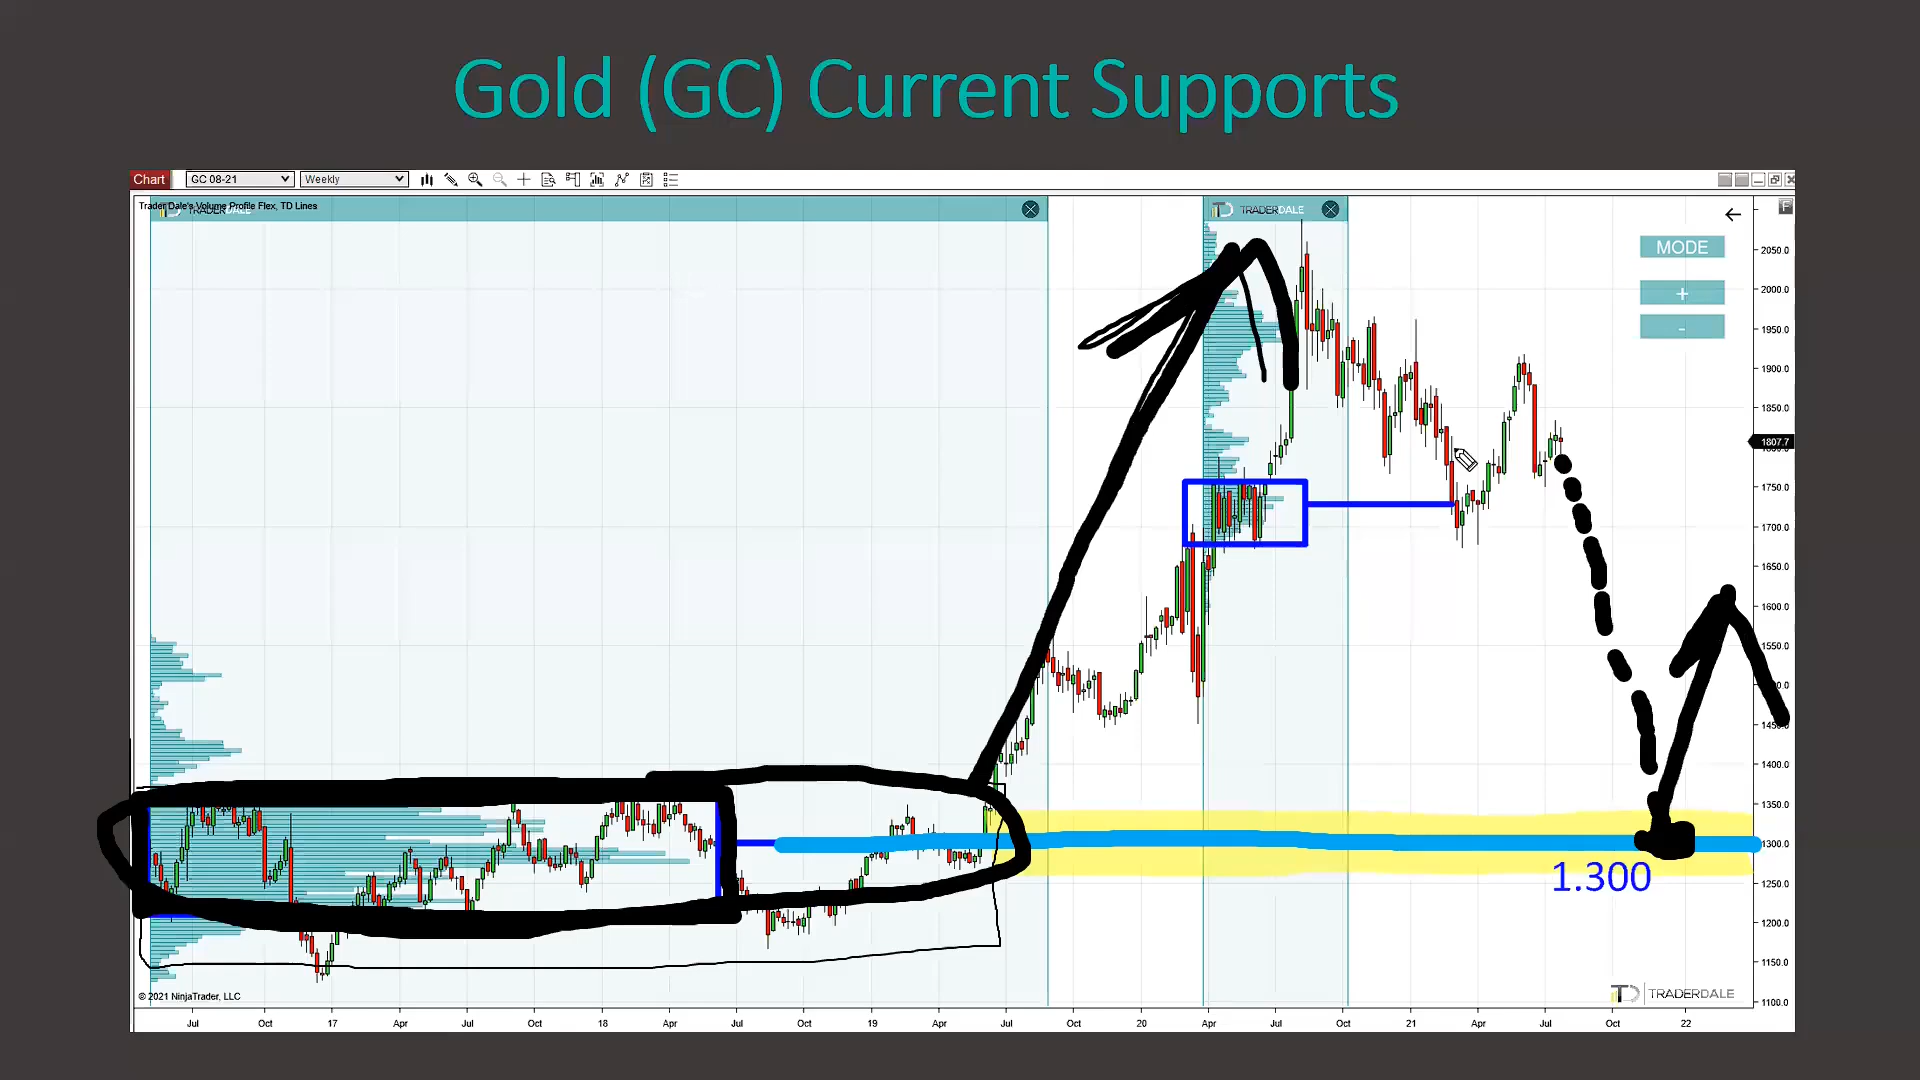 Gold (GC) Current Supports
Chart
GC 08-21
Weekly
Trader Dale's Volume Profile Flex, TD Lines
TRADERDALE
TRADERDALE
F
MODE
+
-
2050.0
2000.0
1950.0
1900.0
1850.0
1807.7
1750.0
1700.0
1650.0
1600.0
1550.0
1400.0
1350.0
1300.0
1250.0
1200.0
1150.0
1100.0
1.300
© 2021 NinjaTrader, LLC
TRADERDALE
Jul Oct 17 Apr Jul Oct 18 Apr Jul Oct 19 Apr Jul Oct 20 Apr Jul Oct 21 Apr Jul Oct 22